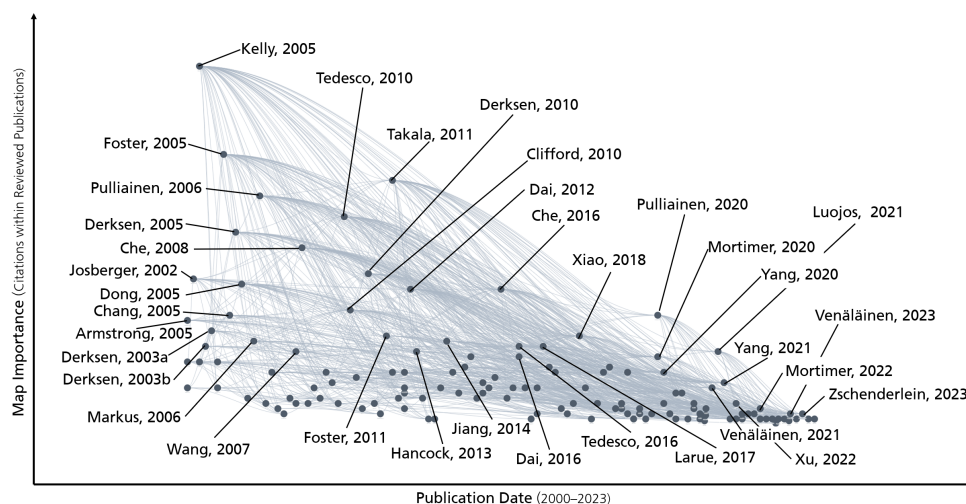 Kelly, 2005
Tedesco, 2010
Derksen, 2010
Takala, 2011
Foster, 2005
Clifford, 2010
Pulliainen, 2006
Dai, 2012
Pulliainen, 2020
Luojos, 2021
Che, 2016
Derksen, 2005
Che, 2008
Mortimer, 2020
Xiao, 2018
Josberger, 2002
Yang, 2020
Dong, 2005
Chang, 2005
Venäläinen, 2023
Armstrong, 2005
Yang, 2021
Derksen, 2003a
Mortimer, 2022
Derksen, 2003b
Zschenderlein, 2023
Markus, 2006
Jiang, 2014
Venäläinen, 2021
Foster, 2011
Tedesco, 2016
Wang, 2007
Hancock, 2013
Larue, 2017
Dai, 2016
Xu, 2022
Map Importance (Citations within Reviewed Publications)
Publication Date (2000–2023)